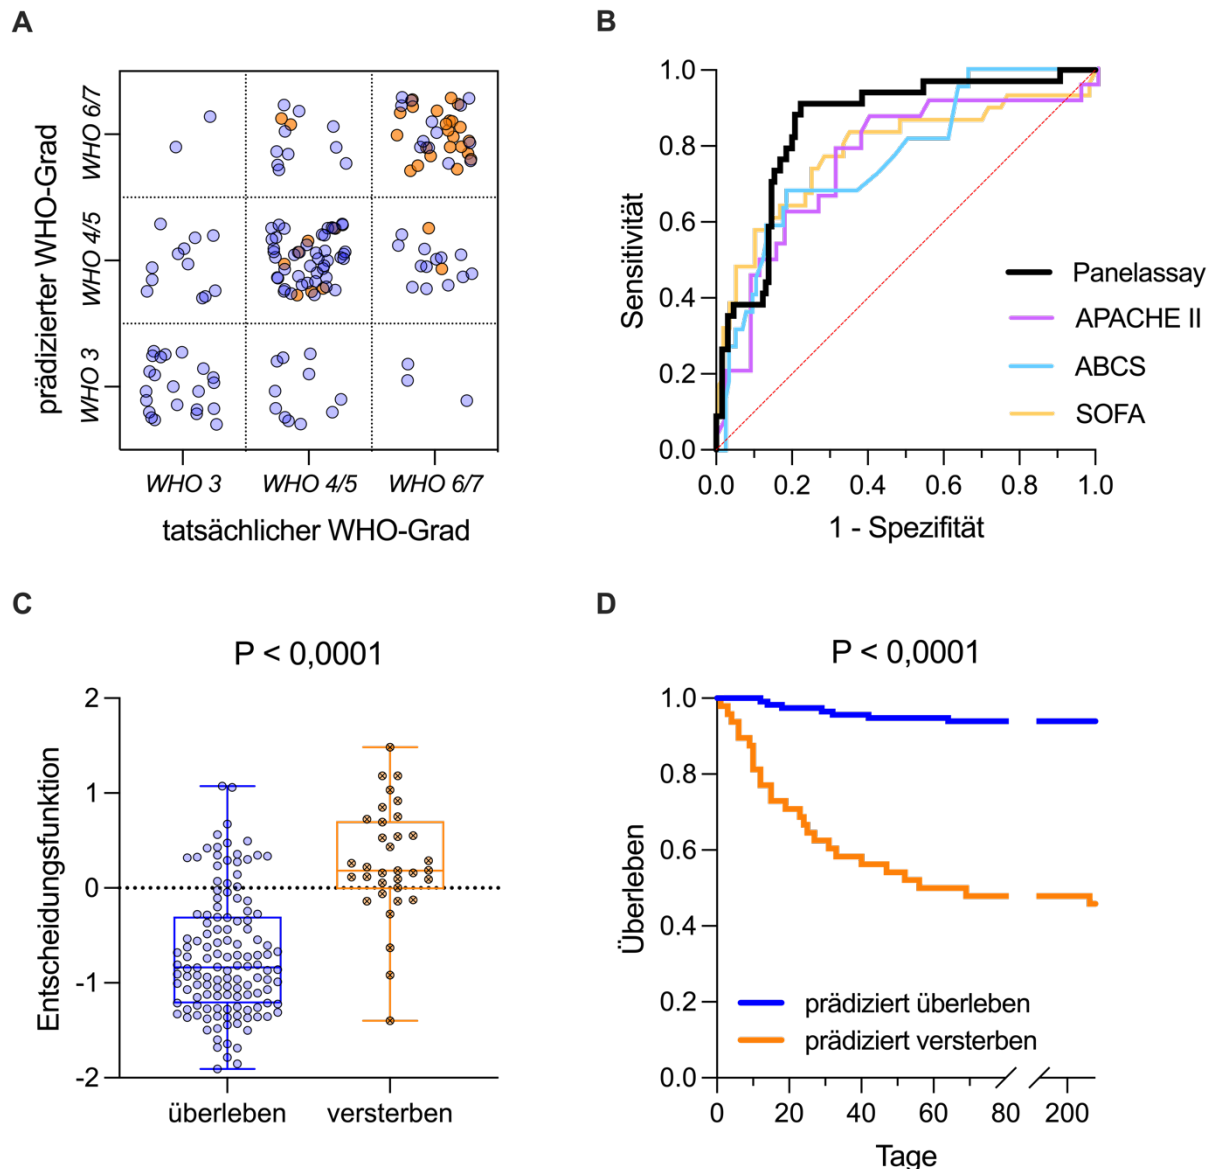 A
prädizierter WHO-Grad
WHO 6/7
WHO 4/5
WHO 3
WHO 3 WHO 4/5 WHO 6/7
tatsächlicher WHO-Grad
B
Sensitivität
1.0
0.8
0.6
0.4
0.2
0.0
Panelassay
APACHE II
ABCS
SOFA
0.0 0.2 0.4 0.6 0.8 1.0
1 - Spezifität
C
P < 0,0001
Entscheidungsfunktion
2
1
0
-1
-2
überleben versterben
D
P < 0,0001
Überleben
1.0
0.8
0.6
0.4
0.2
0.0
prädiziert überleben
prädiziert versterben
0 20 40 60 80 200
Tage